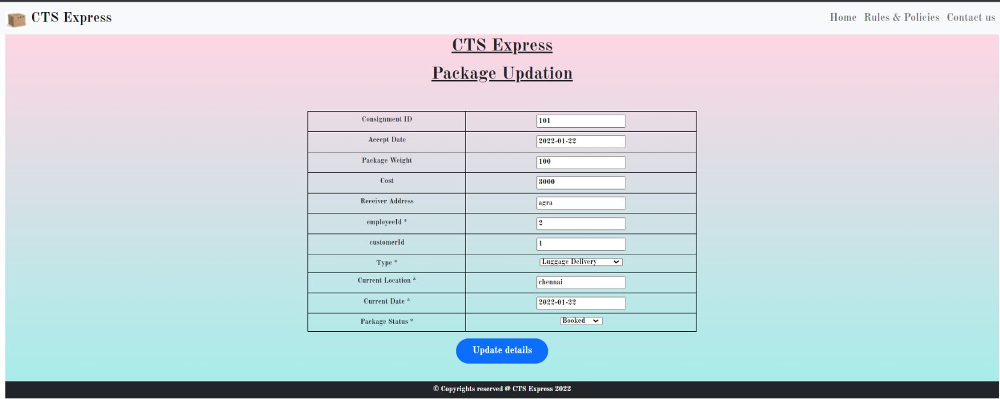 CTS Express
Home Rules & Policies Contact us
CTS Express
Package Updation
Consignment ID 101
Accept Date 2022-01-22
Package Weight 100
Cost 3000
Receiver Address agra
employeeId * 2
customerId 1
Type * Luggage Delivery
Current Location * chennai
Current Date * 2022-01-22
Package Status * Booked
Update details
© Copyrights reserved @ CTS Express 2022